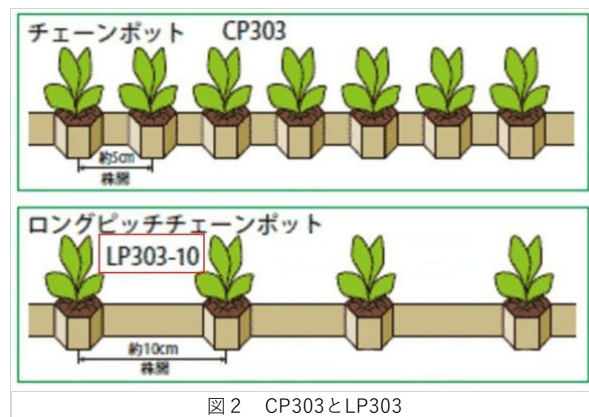 チェーンポット CP303
約5cm
株間
ロングピッチチェーンポット
LP303-10
約10cm
株間
図2 CP303とLP303